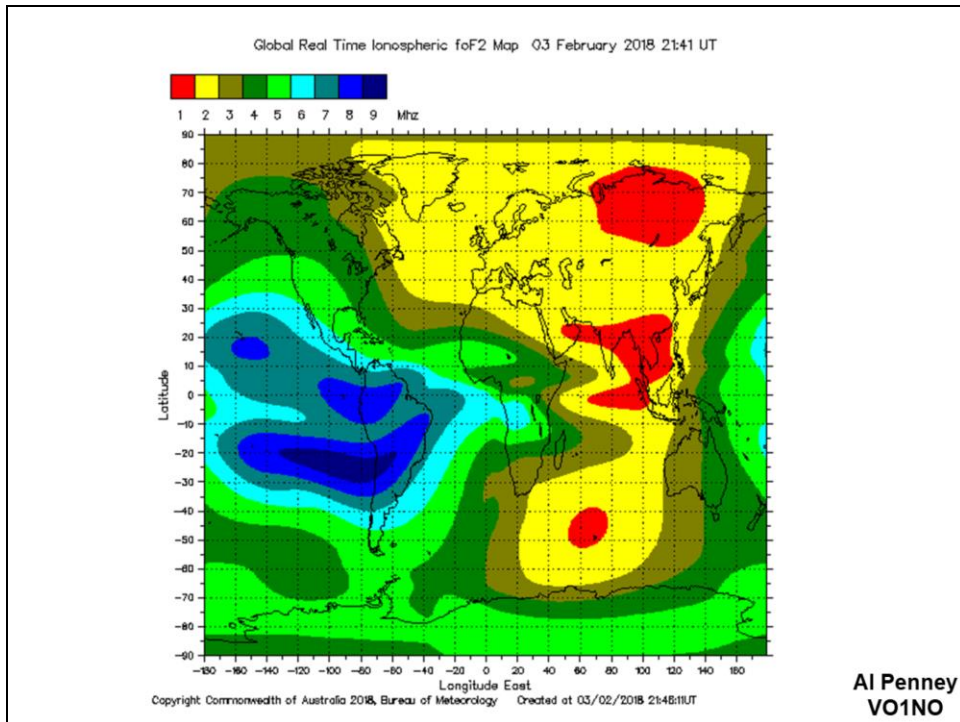 Global Real Time Ionospheric foF2 Map 03 February 2018 21:41 UT
1 2 3 4 5 6 7 8 9 Mhz
90
80
70
60
50
40
30
20
10
0
-10
-20
-30
-40
-50
-60
-70
-80
-90
Latitude
-180 -160 -140 -120 -100 -80 -60 -40 -20 0 20 40 60 80 100 120 140 160
Longitude East
Copyright Commonwealth of Australia 2018, Bureau of Meteorology Created at 03/02/2018 21:46:11UT
Al Penney
VO1NO